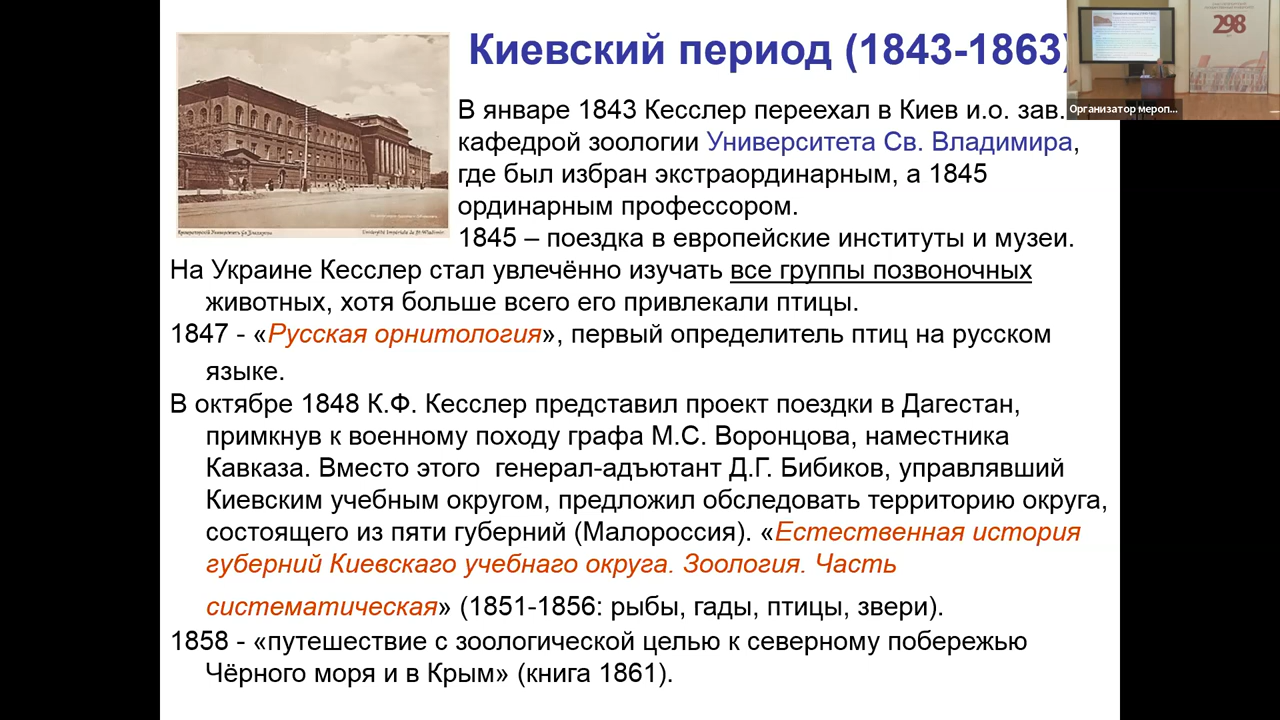 Киевский период (1843-1863)
298
Организатор мероп...
В январе 1843 Кесслер переехал в Киев и.о. зав.
кафедрой зоологии Университета Св. Владимира,
где был избран экстраординарным, а 1845
ординарным профессором.
1845 – поездка в европейские институты и музеи.
На Украине Кесслер стал увлечённо изучать все группы позвоночных
животных, хотя больше всего его привлекали птицы.
1847 - «Русская орнитология», первый определитель птиц на русском
языке.
В октябре 1848 К.Ф. Кесслер представил проект поездки в Дагестан,
примкнув к военному походу графа М.С. Воронцова, наместника
Кавказа. Вместо этого генерал-адъютант Д.Г. Бибиков, управлявший
Киевским учебным округом, предложил обследовать территорию округа,
состоящего из пяти губерний (Малороссия). «Естественная история
губерний Киевскаго учебнаго округа. Зоология. Часть
систематическая» (1851-1856: рыбы, гады, птицы, звери).
1858 - «путешествие с зоологической целью к северному побережью
Чёрного моря и в Крым» (книга 1861).